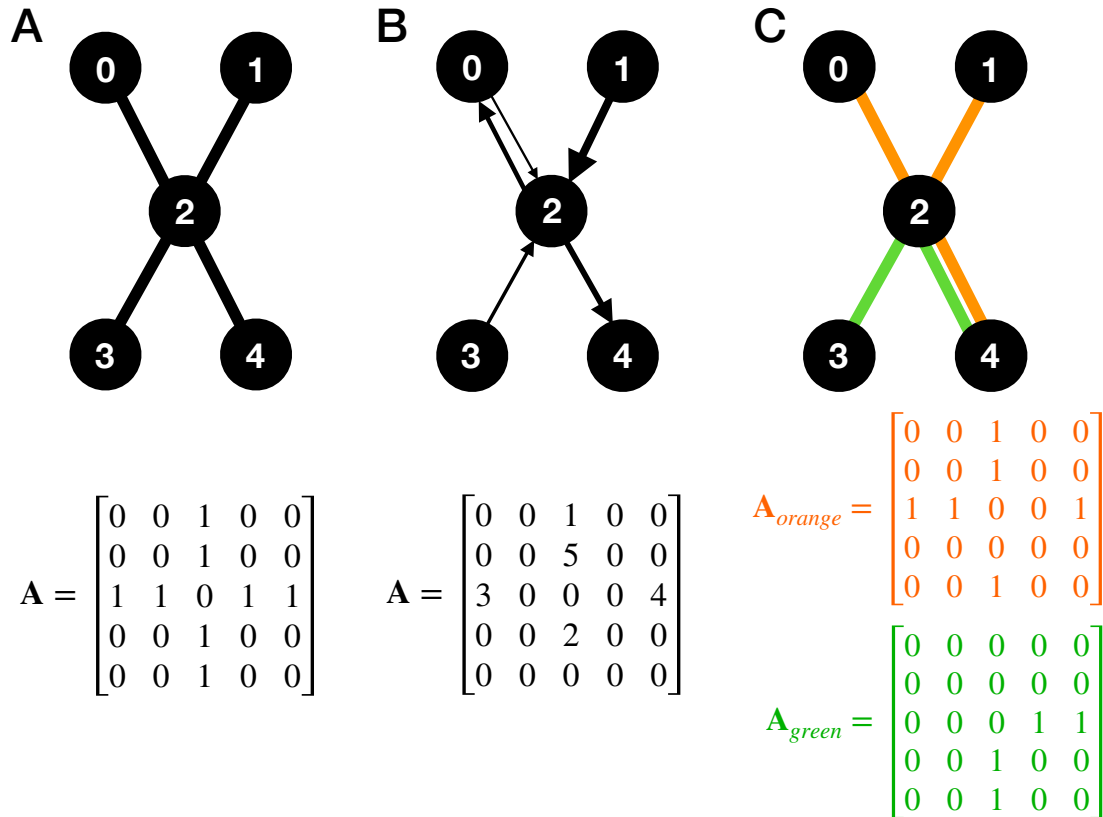 A
0 1
2
3 4
A =
0 0 1 0 0
0 0 1 0 0
1 1 0 1 1
0 0 1 0 0
0 0 1 0 0
B
0 1
2
3 4
A =
0 0 1 0 0
0 0 5 0 0
3 0 0 0 4
0 0 2 0 0
0 0 0 0 0
C
0 1
2
3 4
A_orange =
0 0 1 0 0
0 0 1 0 0
1 1 0 0 1
0 0 0 0 0
0 0 1 0 0
A_green =
0 0 0 0 0
0 0 0 0 0
0 0 0 1 1
0 0 1 0 0
0 0 1 0 0